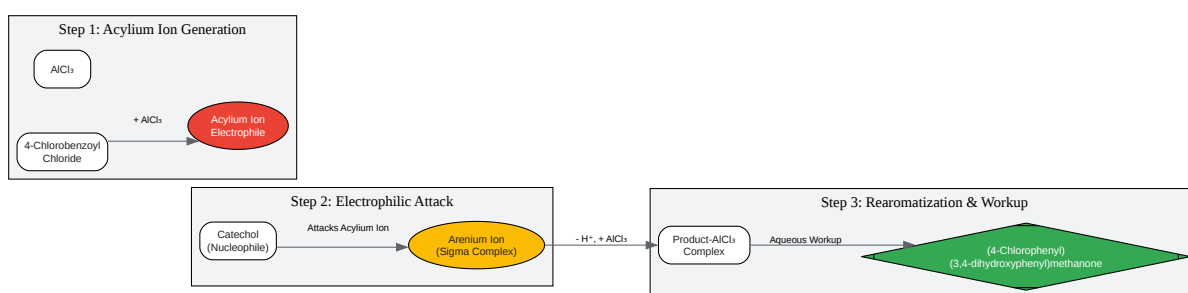 Step 1: Acylium Ion Generation
AlCl₃
+ AlCl₃
Acylium Ion
Electrophile
4-Chlorobenzoyl
Chloride
Step 2: Electrophilic Attack
Catechol
(Nucleophile)
Attacks Acylium Ion
Arenium Ion
(Sigma Complex)
- H⁺, + AlCl₃
Step 3: Rearomatization & Workup
Product-AlCl₃
Complex
Aqueous Workup
(4-Chlorophenyl)
(3,4-dihydroxyphenyl)methanone